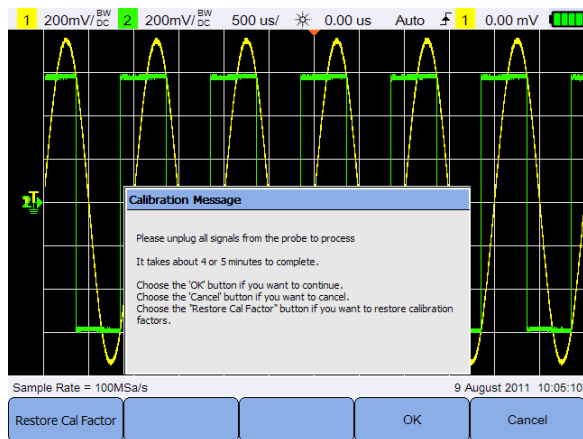 1 200mV/ BW DC 2 200mV/ BW DC 500 us/ 0.00 us Auto 1 0.00 mV
2
T
Calibration Message
Please unplug all signals from the probe to process
It takes about 4 or 5 minutes to complete.
Choose the 'OK' button if you want to continue.
Choose the 'Cancel' button if you want to cancel.
Choose the "Restore Cal Factor" button if you want to restore calibration
factors.
Sample Rate = 100MSa/s 9 August 2011 10:05:10
Restore Cal Factor OK Cancel